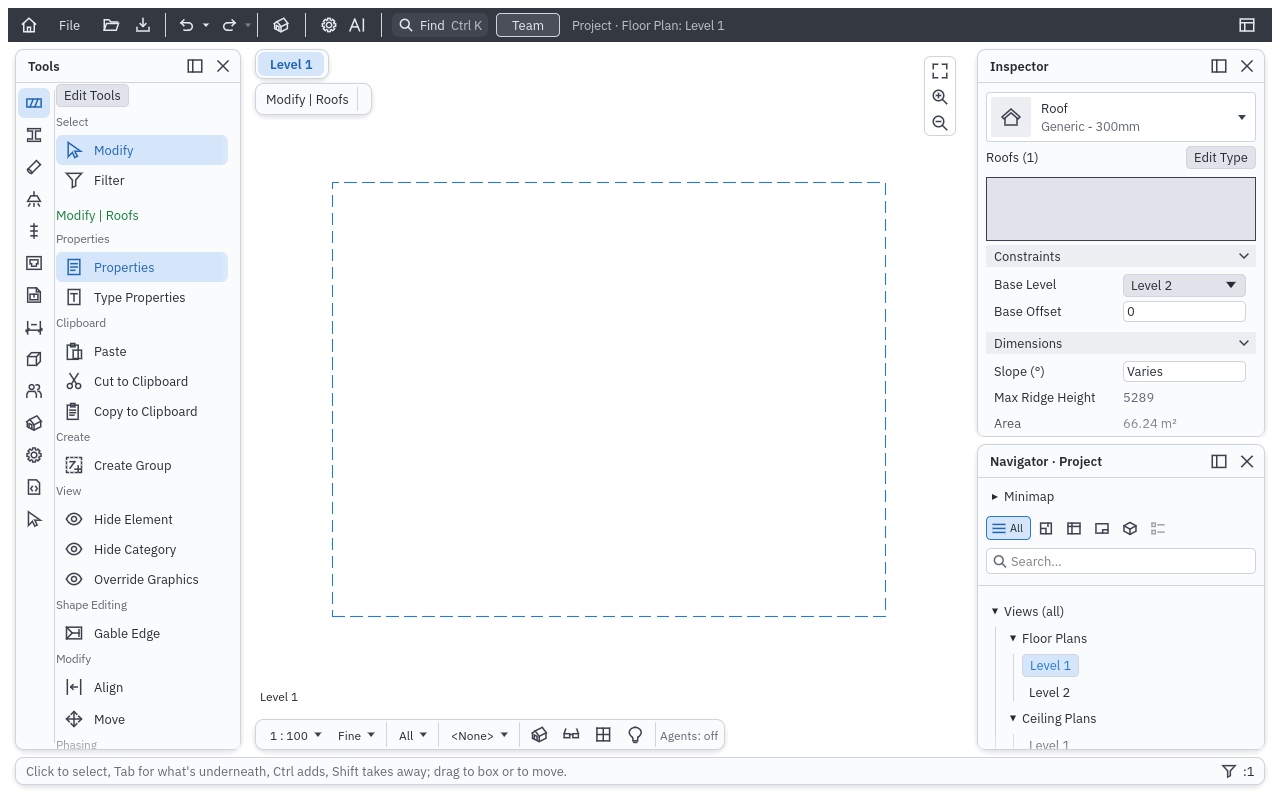 File
AI
Find Ctrl K
Team
Project · Floor Plan: Level 1
Tools
Edit Tools
Select
Modify
Filter
Modify | Roofs
Properties
Properties
Type Properties
Clipboard
Paste
Cut to Clipboard
Copy to Clipboard
Create
Create Group
View
Hide Element
Hide Category
Override Graphics
Shape Editing
Gable Edge
Modify
Align
Move
Phasing
Level 1
Modify | Roofs
Level 1
1 : 100
Fine
All
<None>
Agents: off
Inspector
Roof
Generic - 300mm
Roofs (1)
Edit Type
Constraints
Base Level Level 2
Base Offset 0
Dimensions
Slope (°) Varies
Max Ridge Height 5289
Area 66.24 m²
Navigator · Project
Minimap
All
Search...
Views (all)
Floor Plans
Level 1
Level 2
Ceiling Plans
Level 1
Click to select, Tab for what's underneath, Ctrl adds, Shift takes away; drag to box or to move.
:1